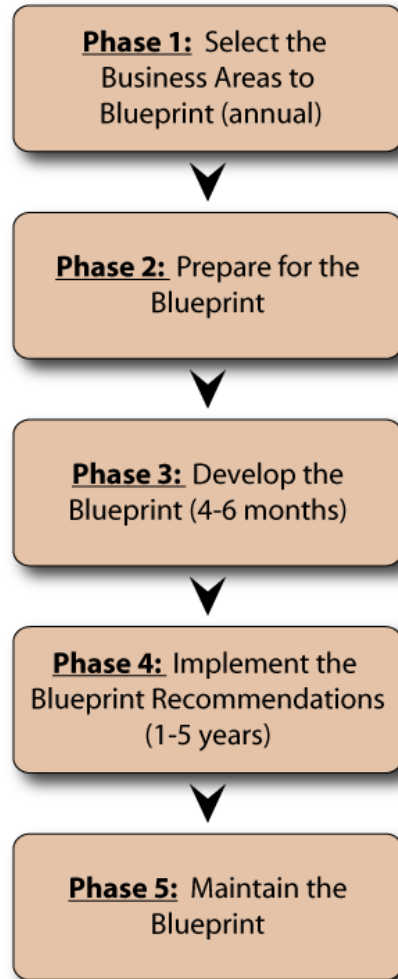 Phase 1: Select the
Business Areas to
Blueprint (annual)
Phase 2: Prepare for the
Blueprint
Phase 3: Develop the
Blueprint (4-6 months)
Phase 4: Implement the
Blueprint Recommendations
(1-5 years)
Phase 5: Maintain the
Blueprint